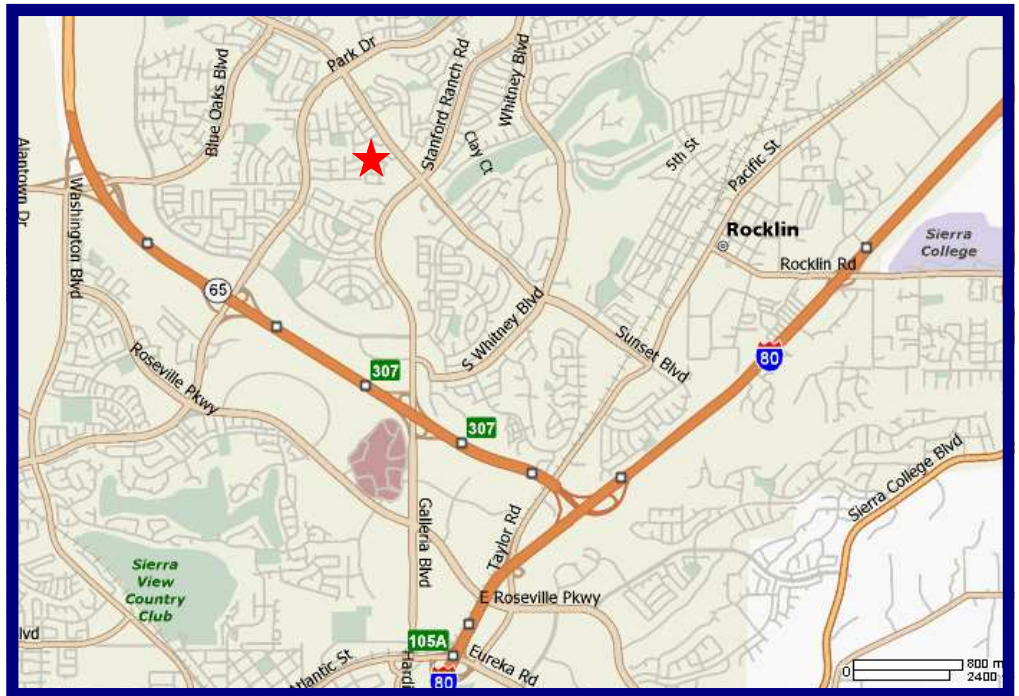 Park Dr
Stanford Ranch Rd
Whitney Blvd
Blue Oaks Blvd
Clay Ct
5th St
Pacific St
Alantown Dr
Washington Blvd
Rocklin
Sierra
College
Rocklin Rd
65
S Whitney Blvd
Sunset Blvd
80
Roseville Pkwy
307
307
Sierra College Blvd
Galleria Blvd
Taylor Rd
Sierra
View
Country
Club
E Roseville Pkwy
lvd
105A
Atlantic St
Hardi
Eureka Rd
80
0
800 m
2400